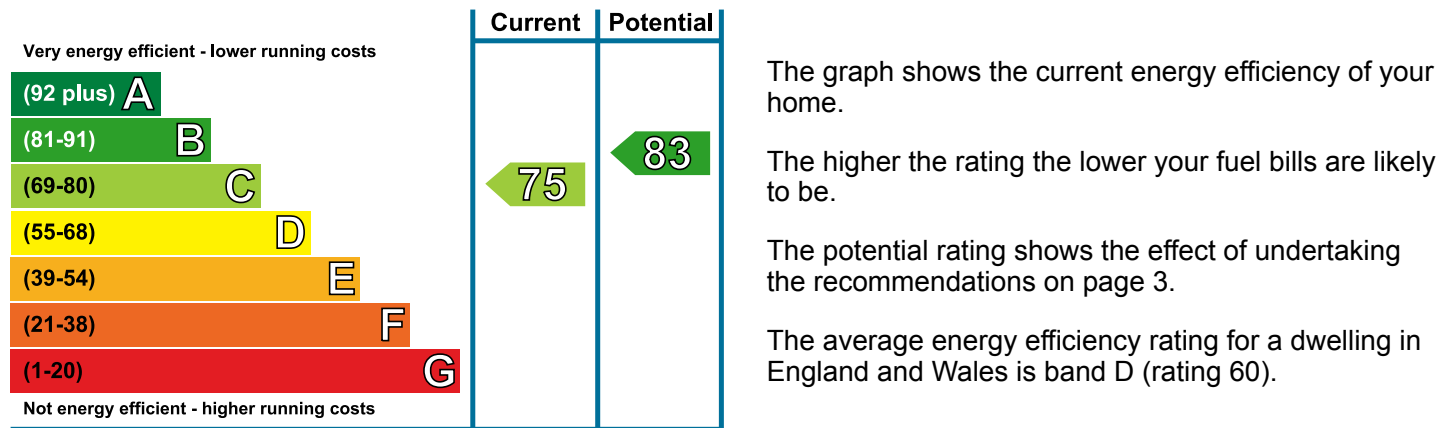 Current Potential
Very energy efficient - lower running costs
(92 plus) A
(81-91) B
(69-80) C
(55-68) D
(39-54) E
(21-38) F
(1-20) G
Not energy efficient - higher running costs
75
83
The graph shows the current energy efficiency of your
home.
The higher the rating the lower your fuel bills are likely
to be.
The potential rating shows the effect of undertaking
the recommendations on page 3.
The average energy efficiency rating for a dwelling in
England and Wales is band D (rating 60).